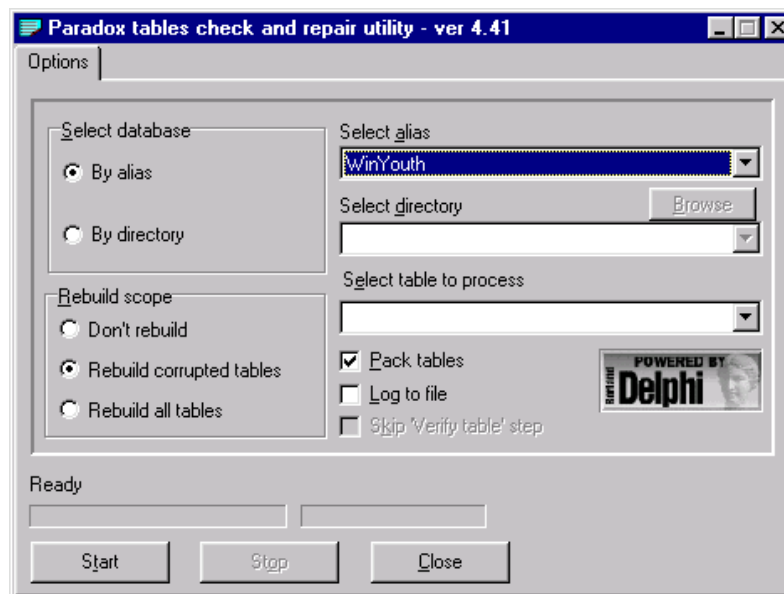 Paradox tables check and repair utility - ver 4.41
Options
Select database
By alias
By directory
Select alias
WinYouth
Select directory
Browse
Select table to process
Rebuild scope
Don't rebuild
Rebuild corrupted tables
Rebuild all tables
Pack tables
Log to file
Skip 'Verify table' step
POWERED BY
Borland
Delphi
Ready
Start
Stop
Close